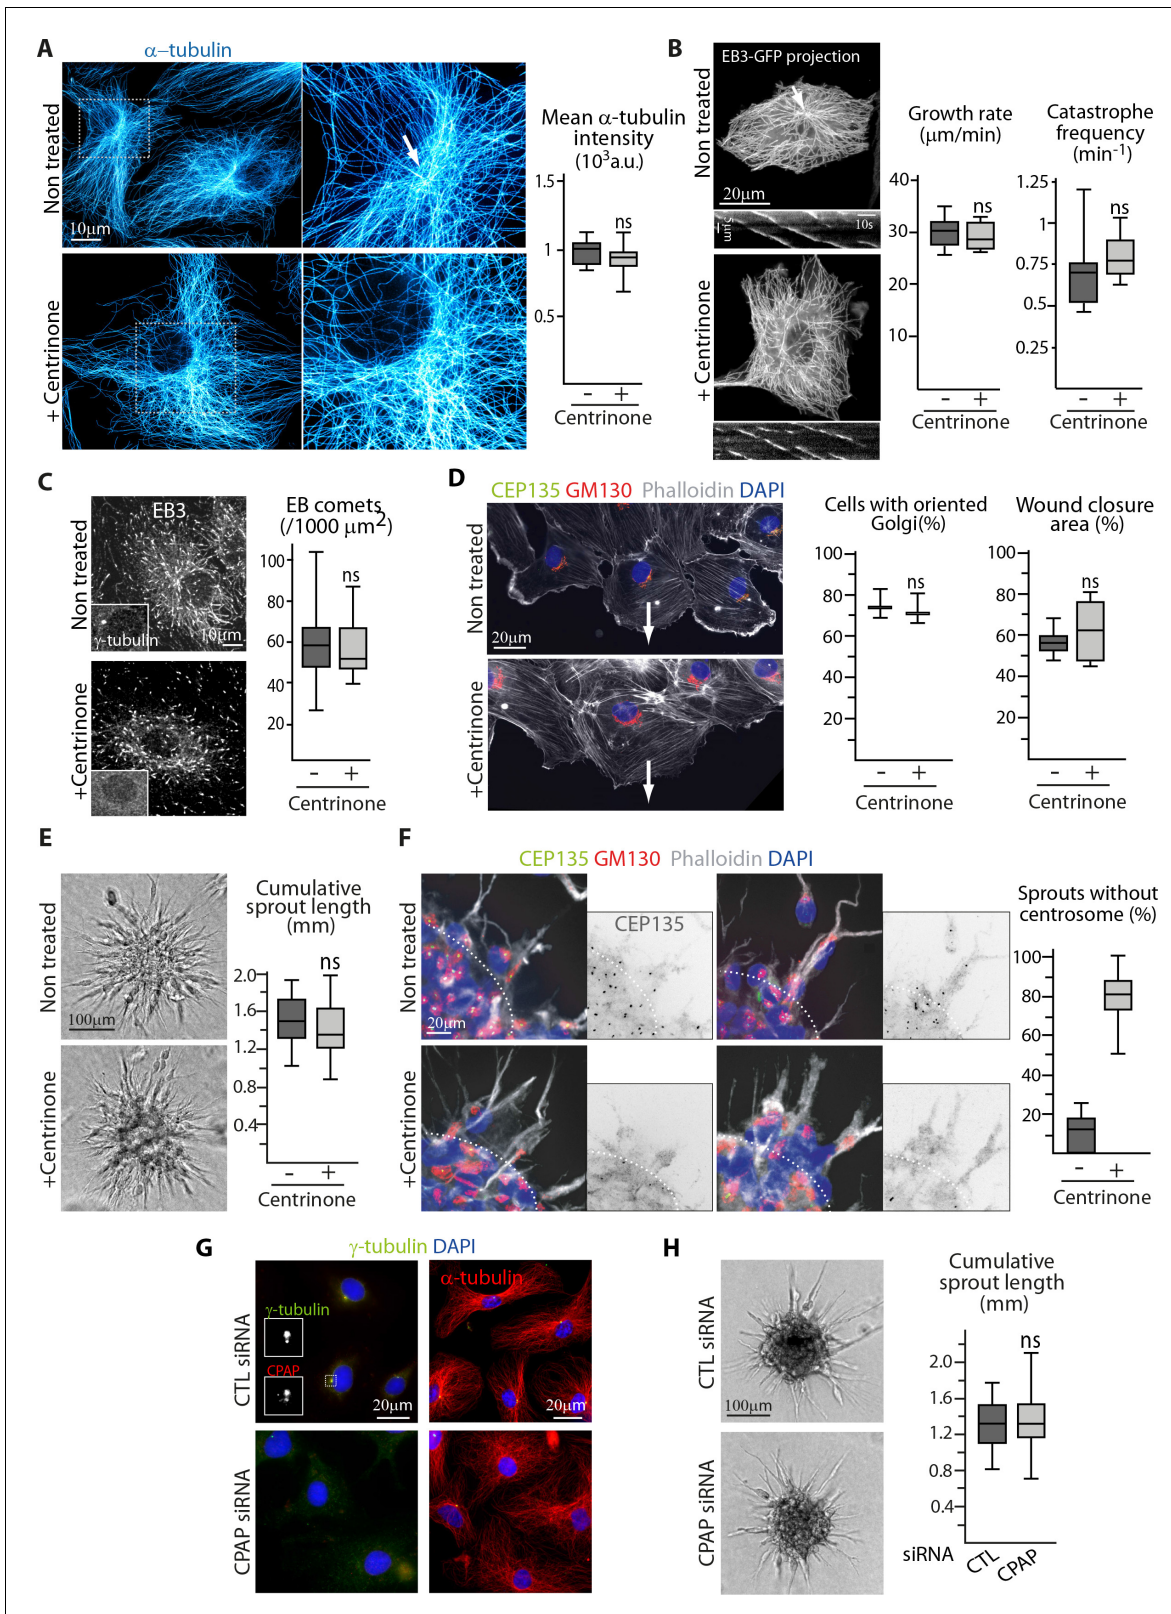 A
α–tubulin
Non treated
10μm
+ Centrinone
Mean α-tubulin
intensity
(10³a.u.)
1.5
1
0.5
ns
- +
Centrinone
B
EB3-GFP projection
Non treated
20μm
5μm
10s
+ Centrinone
Growth rate
(μm/min)
40
30
20
10
ns
- +
Centrinone
Catastrophe
frequency
(min⁻¹)
1.25
1
0.75
0.5
0.25
ns
- +
Centrinone
C
EB3
Non treated
γ-tubulin
10μm
+Centrinone
EB comets
(/1000 μm²)
100
80
60
40
20
ns
- +
Centrinone
D
CEP135 GM130 Phalloidin DAPI
Non treated
20μm
+Centrinone
Cells with oriented
Golgi(%)
100
80
60
40
20
ns
- +
Centrinone
Wound closure
area (%)
100
80
60
40
20
ns
- +
Centrinone
E
Non treated
100μm
+Centrinone
Cumulative
sprout length
(mm)
2.0
1.6
1.2
0.8
0.4
ns
- +
Centrinone
F
CEP135 GM130 Phalloidin DAPI
Non treated
20μm
CEP135
+Centrinone
Sprouts without
centrosome (%)
100
80
60
40
20
- +
Centrinone
G
γ-tubulin DAPI
CTL siRNA
γ-tubulin
CPAP
20μm
α-tubulin
20μm
CPAP siRNA
H
CTL siRNA
100μm
CPAP siRNA
Cumulative
sprout length
(mm)
2.0
1.6
1.2
0.8
0.4
ns
siRNA CTL CPAP